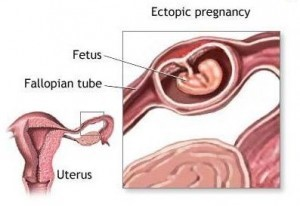 Ectopic pregnancy
Fetus
Fallopian tube
Uterus